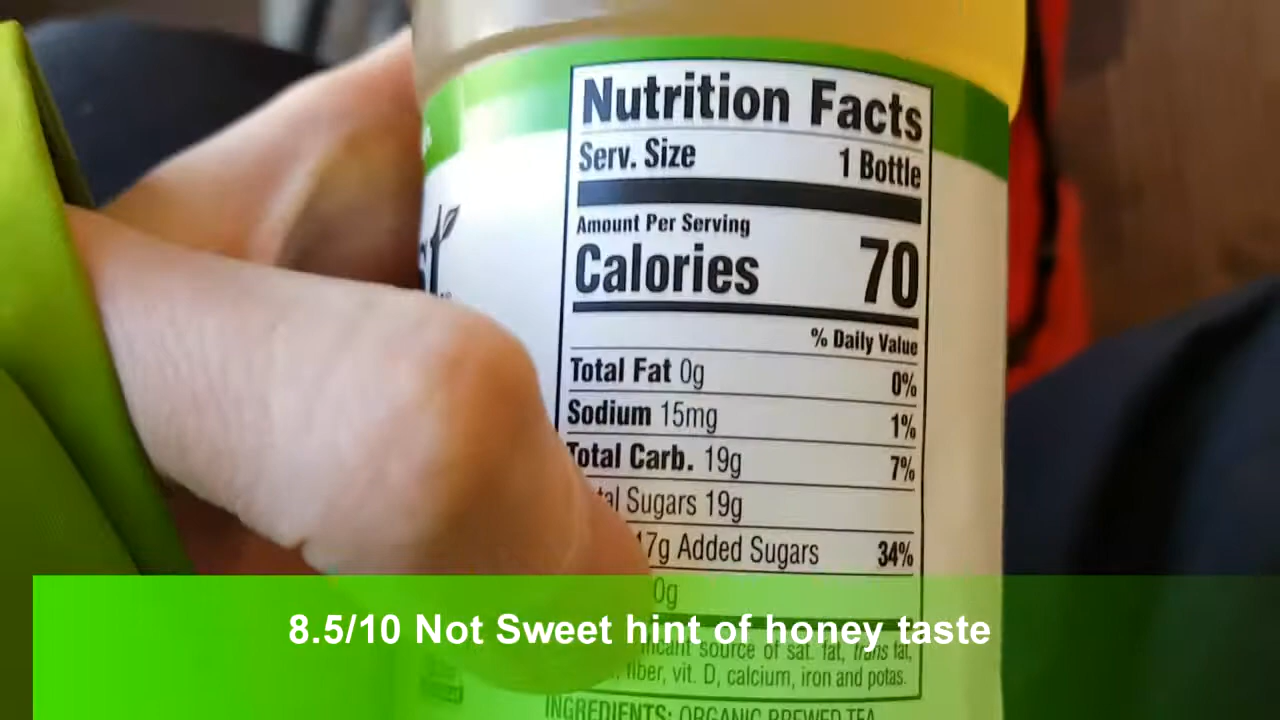 Nutrition Facts
Serv. Size 1 Bottle
Amount Per Serving
Calories 70
% Daily Value
Total Fat 0g 0%
Sodium 15mg 1%
Total Carb. 19g 7%
Sugars 19g
17g Added Sugars 34%
0g
8.5/10 Not Sweet hint of honey taste
source of sat. fat, trans fat,
fiber, vit. D, calcium, iron and potas.
INGREDIENTS: ORGANIC BREWED TEA